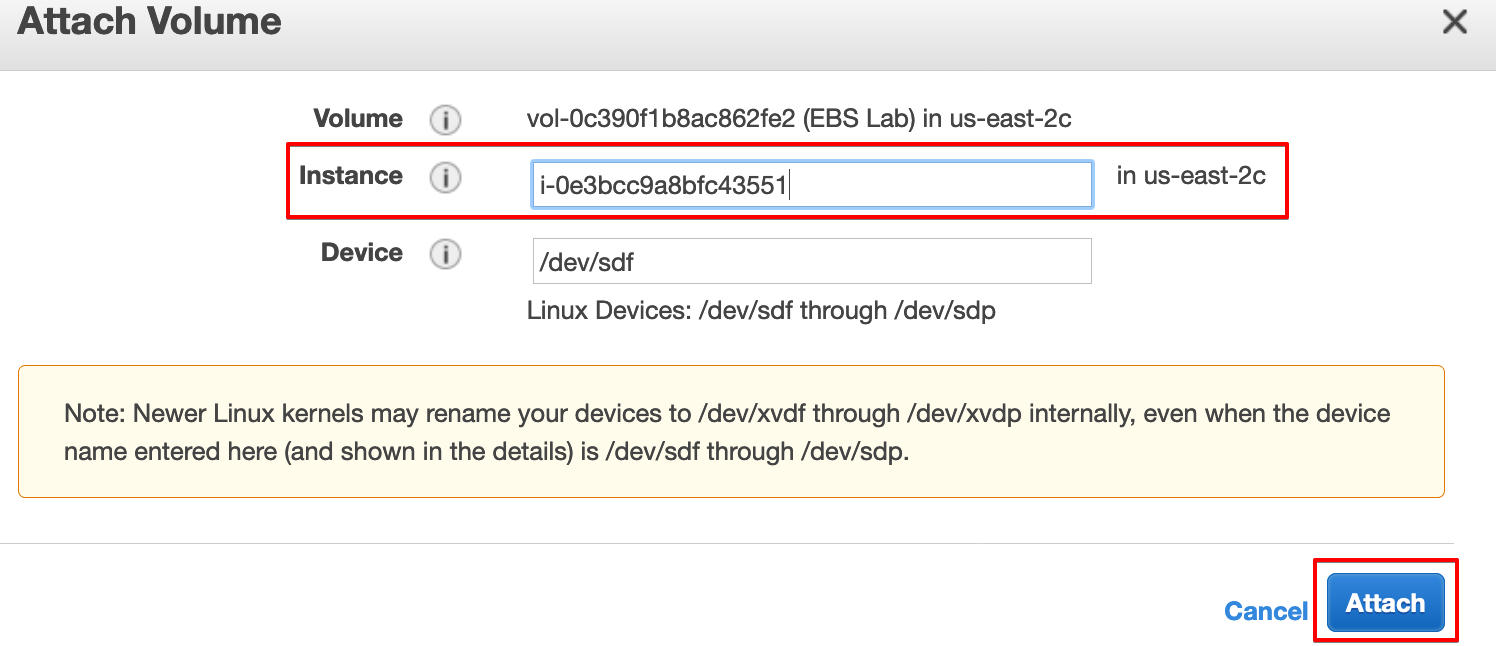 Attach Volume
Volume vol-0c390f1b8ac862fe2 (EBS Lab) in us-east-2c
Instance i-0e3bcc9a8bfc43551 in us-east-2c
Device /dev/sdf
Linux Devices: /dev/sdf through /dev/sdp
Note: Newer Linux kernels may rename your devices to /dev/xvdf through /dev/xvdp internally, even when the device
name entered here (and shown in the details) is /dev/sdf through /dev/sdp.
Cancel Attach